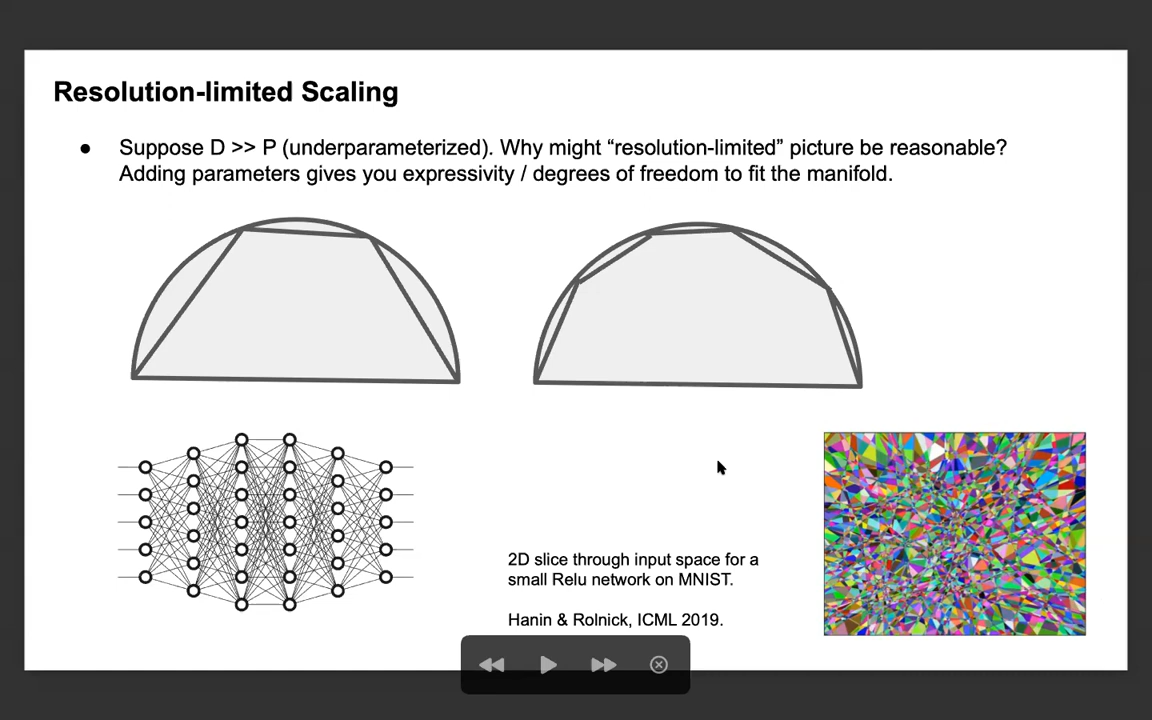 Resolution-limited Scaling
● Suppose D >> P (underparameterized). Why might “resolution-limited” picture be reasonable?
Adding parameters gives you expressivity / degrees of freedom to fit the manifold.
2D slice through input space for a
small Relu network on MNIST.
Hanin & Rolnick, ICML 2019.